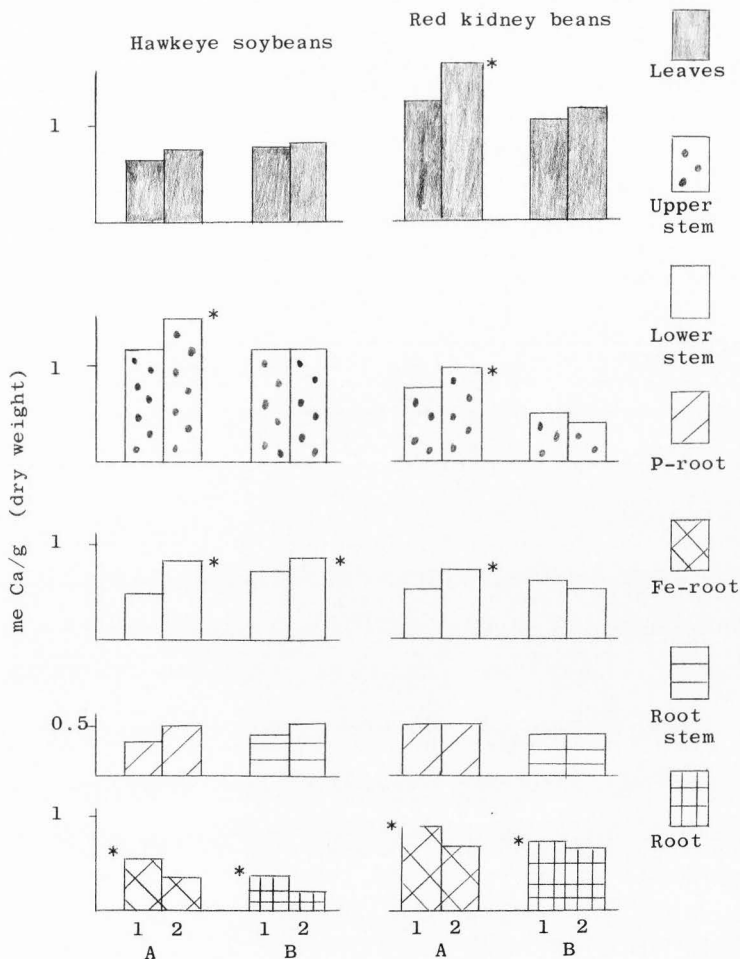 Hawkeye soybeans
Red kidney beans
Leaves
1
Upper
stem
*
1
*
*
Lower
stem
me Ca/g (dry weight)
P-root
1
*
*
*
Fe-root
0.5
Root
stem
1
*
*
*
*
Root
1 2 1 2 1 2 1 2
A B A B